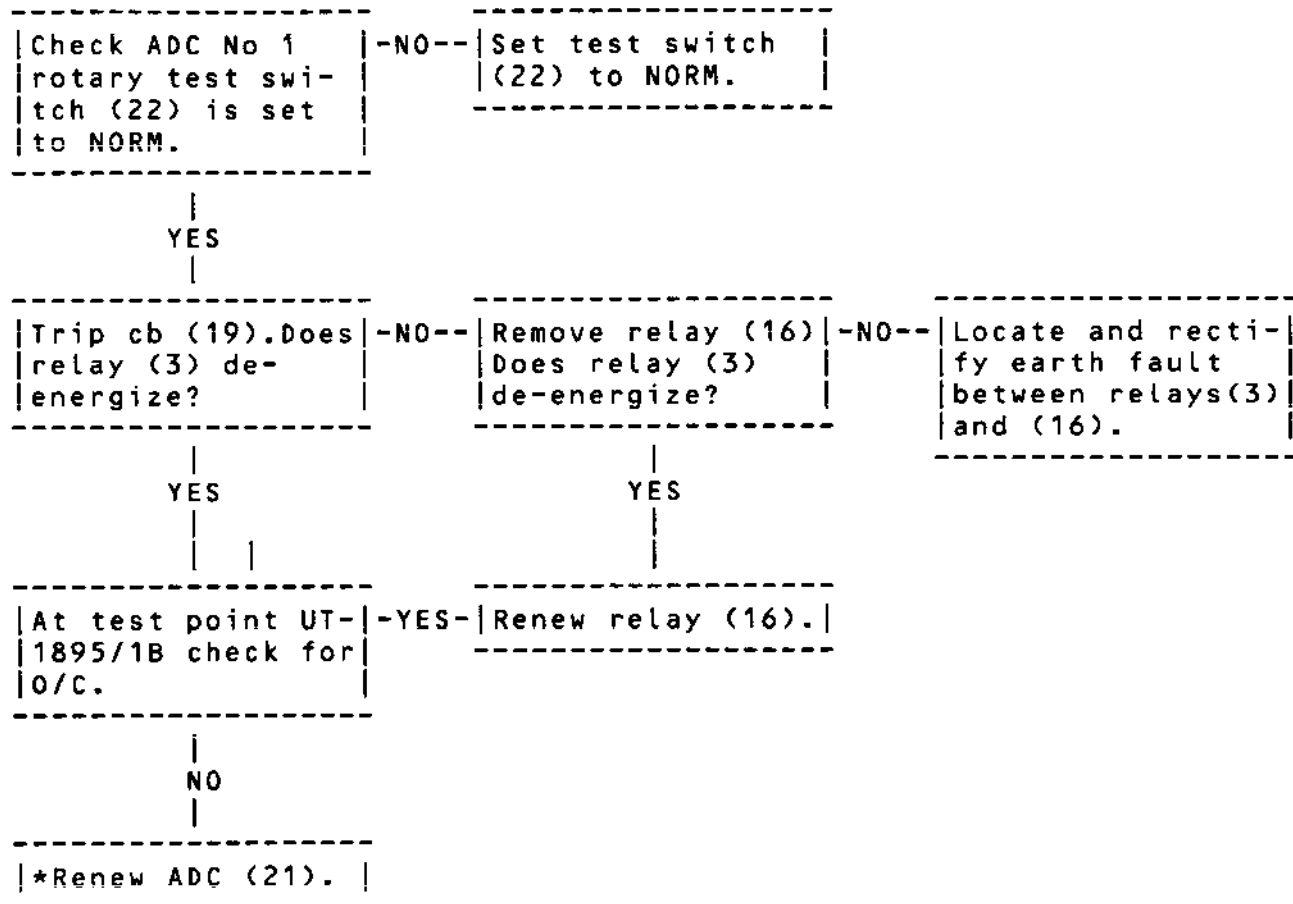 Check ADC No 1
rotary test swi-
tch (22) is set
to NORM.
-NO--
Set test switch
(22) to NORM.
YES
Trip cb (19).Does
relay (3) de-
energize?
-NO--
Remove relay (16)
Does relay (3)
de-energize?
-NO--
Locate and recti-
fy earth fault
between relays(3)
and (16).
YES
YES
At test point UT-
1895/1B check for
O/C.
-YES-
Renew relay (16).
NO
*Renew ADC (21).